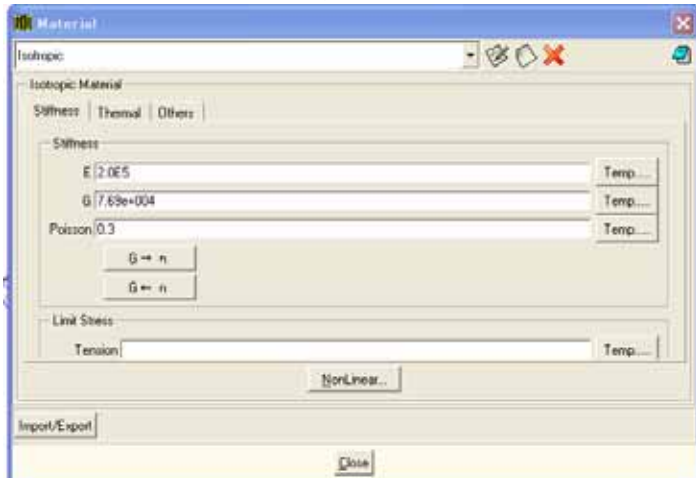 Material
Isotropic
Isotropic Material
Stiffness Thermal Others
Stiffness
E 2.0E5 Temp.....
G 7.69e+004 Temp.....
Poisson 0.3 Temp.....
G → n
G ← n
Limit Stress
Tension Temp.....
NonLinear...
Import/Export
Close